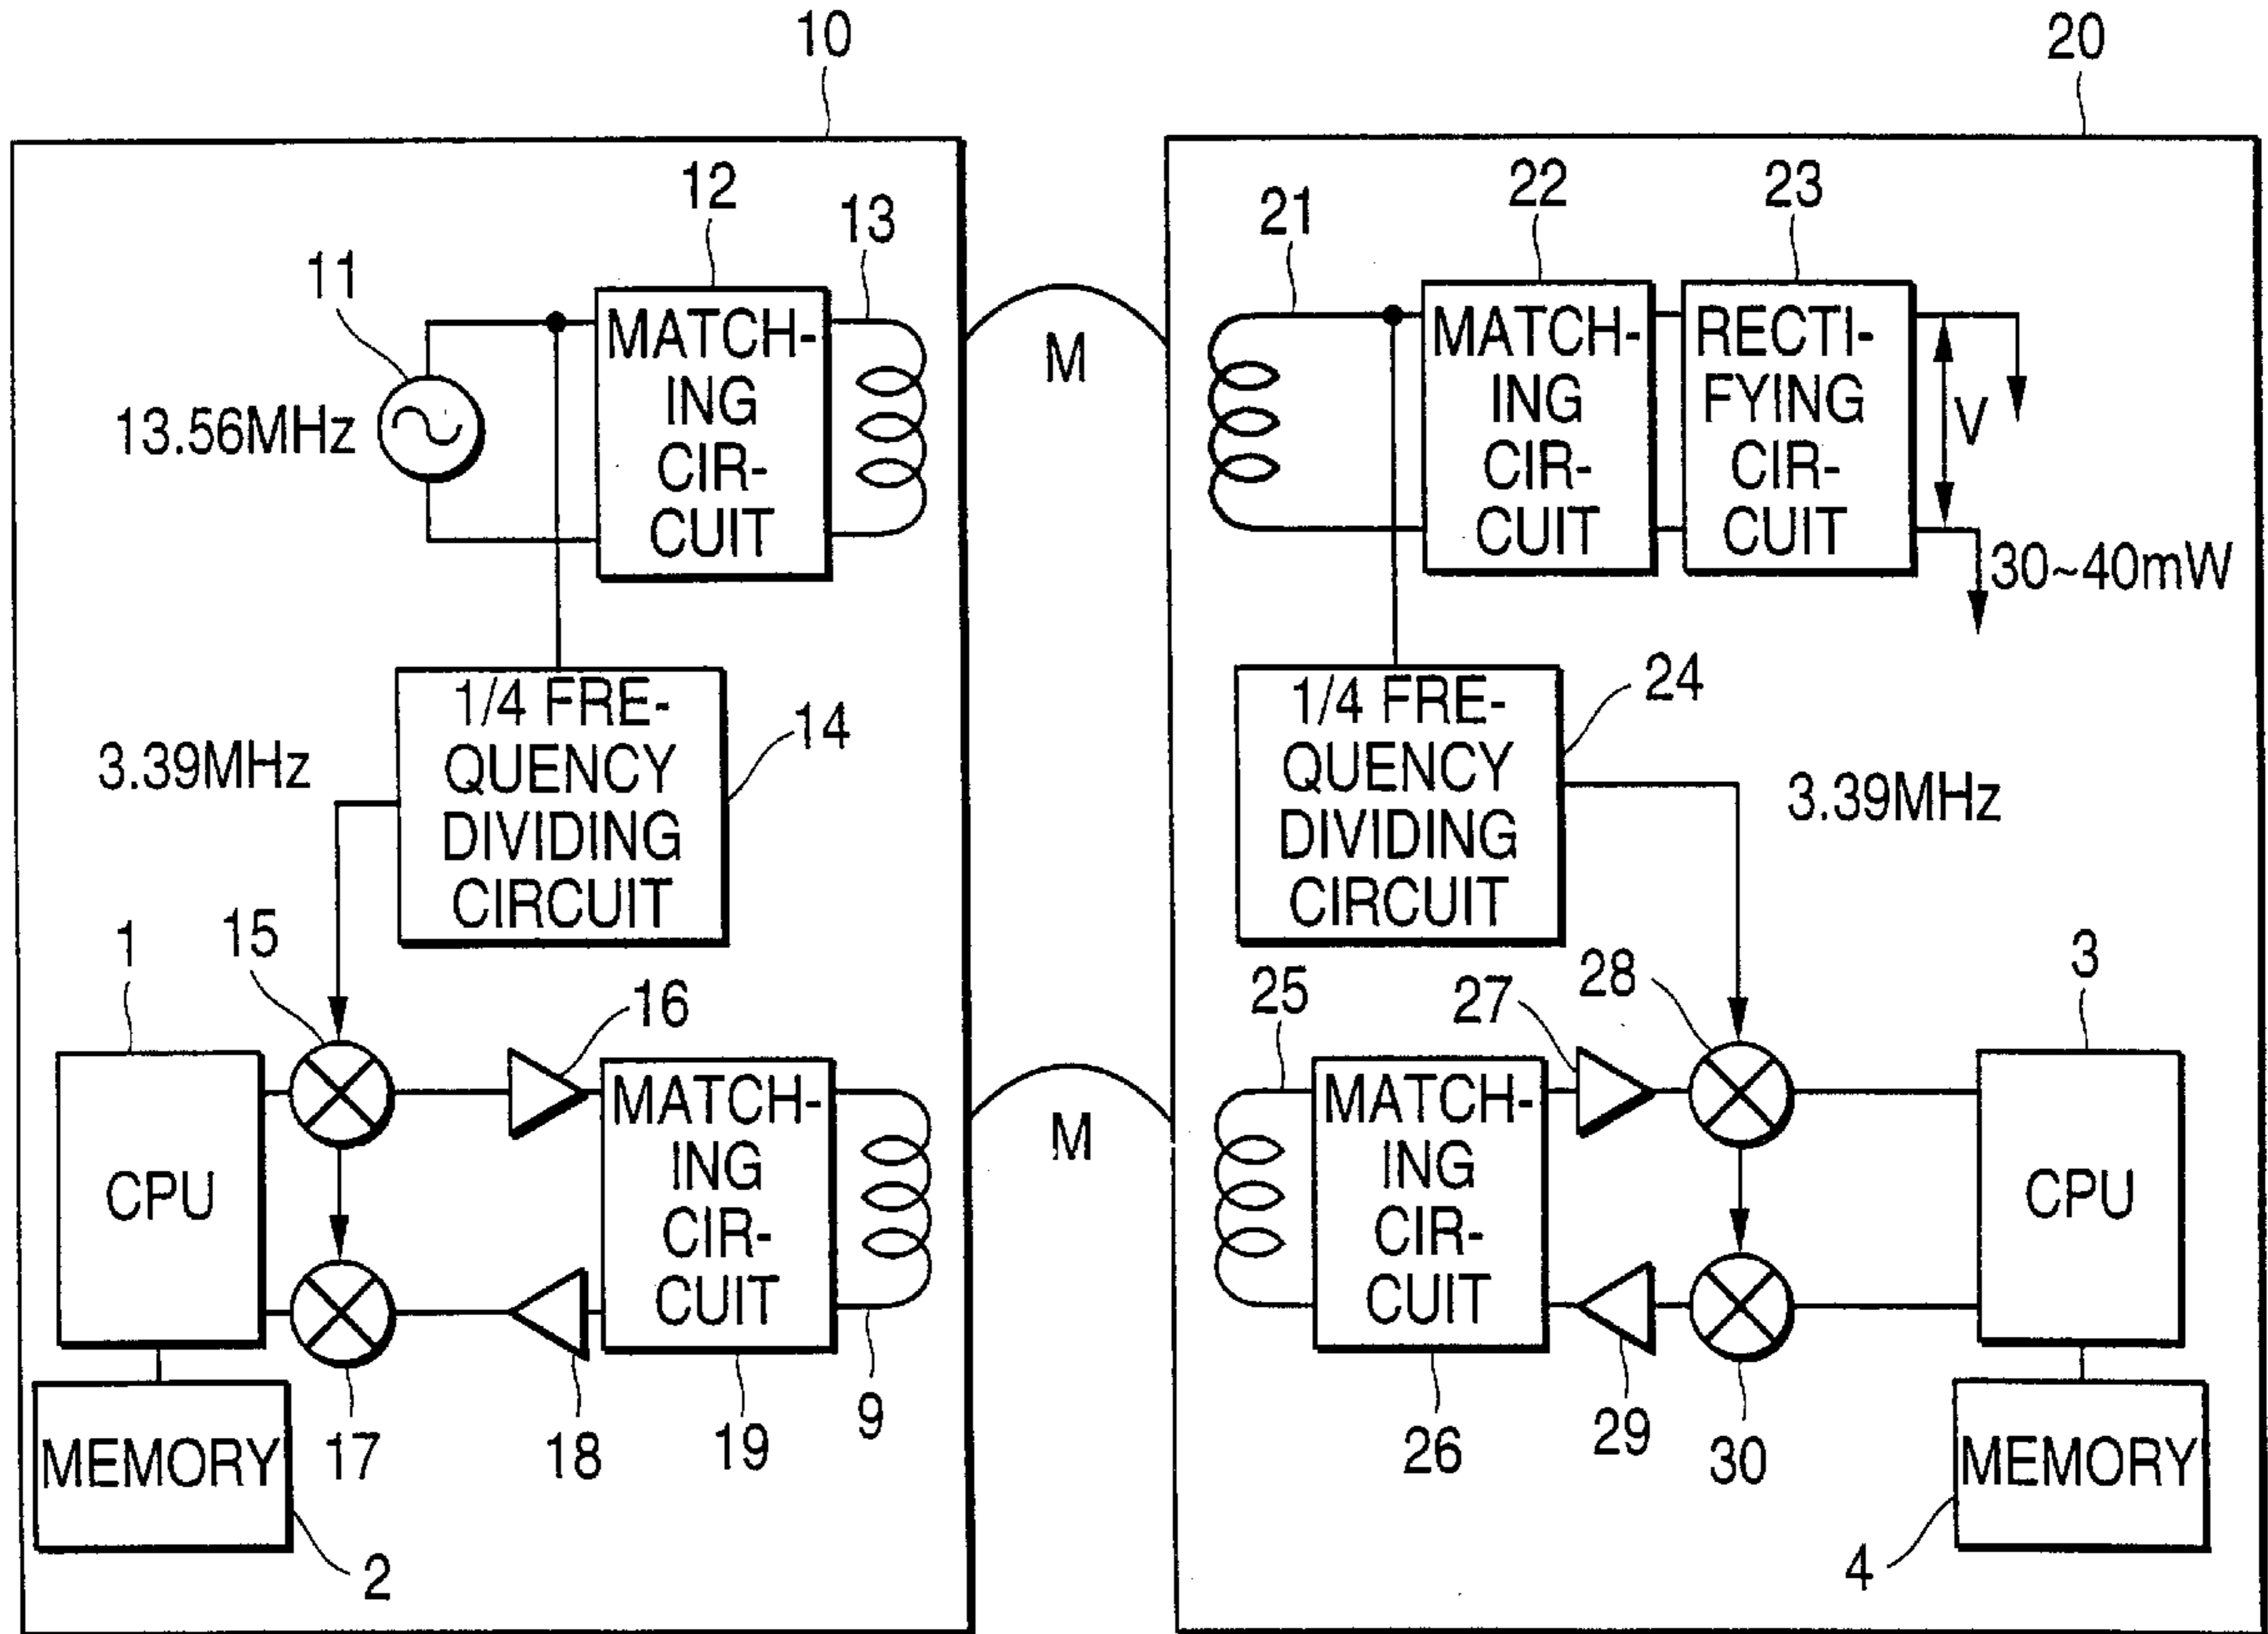 10
20
12
13
11
13.56MHz
MATCH-
ING
CIR-
CUIT
M
21
22
23
MATCH-
ING
CIR-
CUIT
RECTI-
FYING
CIR-
CUIT
V
30~40mW
3.39MHz
1/4 FRE-
QUENCY
DIVIDING
CIRCUIT
14
1/4 FRE-
QUENCY
DIVIDING
CIRCUIT
24
3.39MHz
1
15
16
CPU
MATCH-
ING
CIR-
CUIT
M
25
27
28
3
MATCH-
ING
CIR-
CUIT
CPU
MEMORY
2
17
18
19
9
26
29
30
MEMORY
4